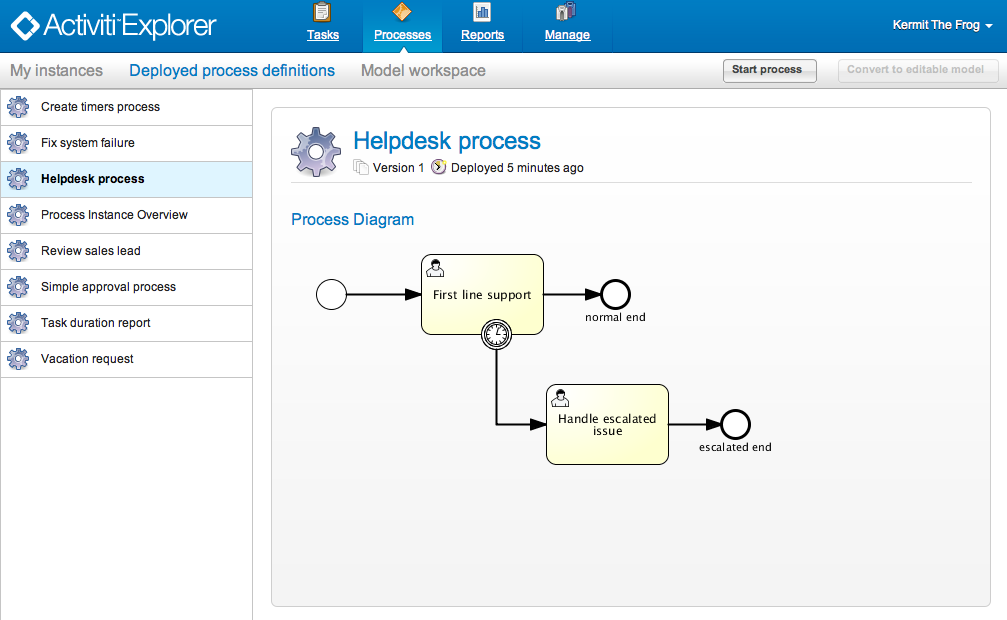 Activiti™Explorer
Tasks
Processes
Reports
Manage
Kermit The Frog
My instances
Deployed process definitions
Model workspace
Start process
Convert to editable model
Create timers process
Fix system failure
Helpdesk process
Process Instance Overview
Review sales lead
Simple approval process
Task duration report
Vacation request
Helpdesk process
Version 1
Deployed 5 minutes ago
Process Diagram
First line support
normal end
Handle escalated
issue
escalated end